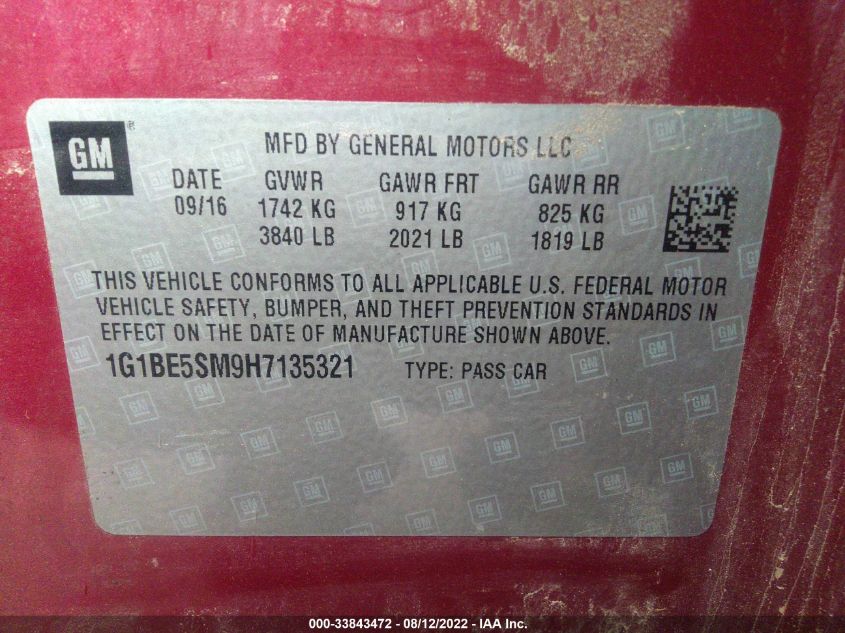 GM ®
MFD BY GENERAL MOTORS LLC
DATE GVWR GAWR FRT GAWR RR
09/16 1742 KG 917 KG 825 KG
3840 LB 2021 LB 1819 LB
THIS VEHICLE CONFORMS TO ALL APPLICABLE U.S. FEDERAL MOTOR
VEHICLE SAFETY, BUMPER, AND THEFT PREVENTION STANDARDS IN
EFFECT ON THE DATE OF MANUFACTURE SHOWN ABOVE.
1G1BE5SM9H7135321 TYPE: PASS CAR
000-33843472 - 08/12/2022 - IAA Inc.